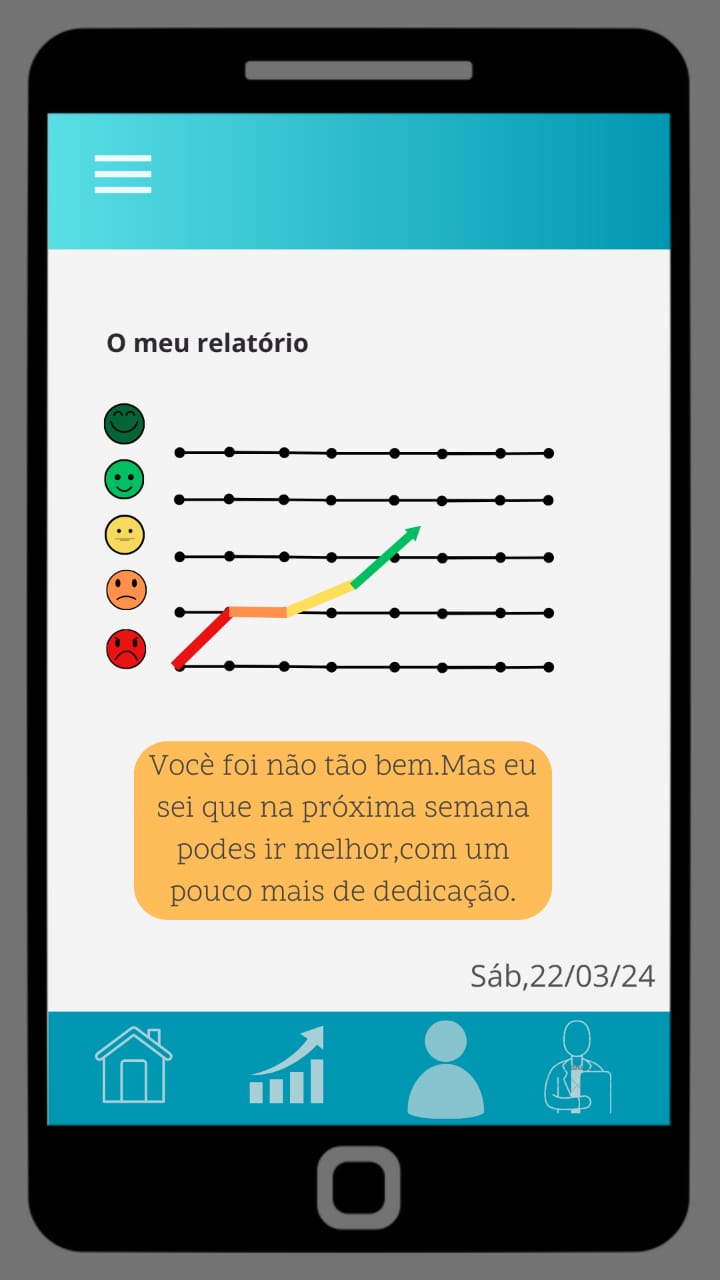 O meu relatório
Vocè foi não tão bem.Mas eu
sei que na próxima semana
podes ir melhor,com um
pouco mais de dedicação.
Sáb,22/03/24